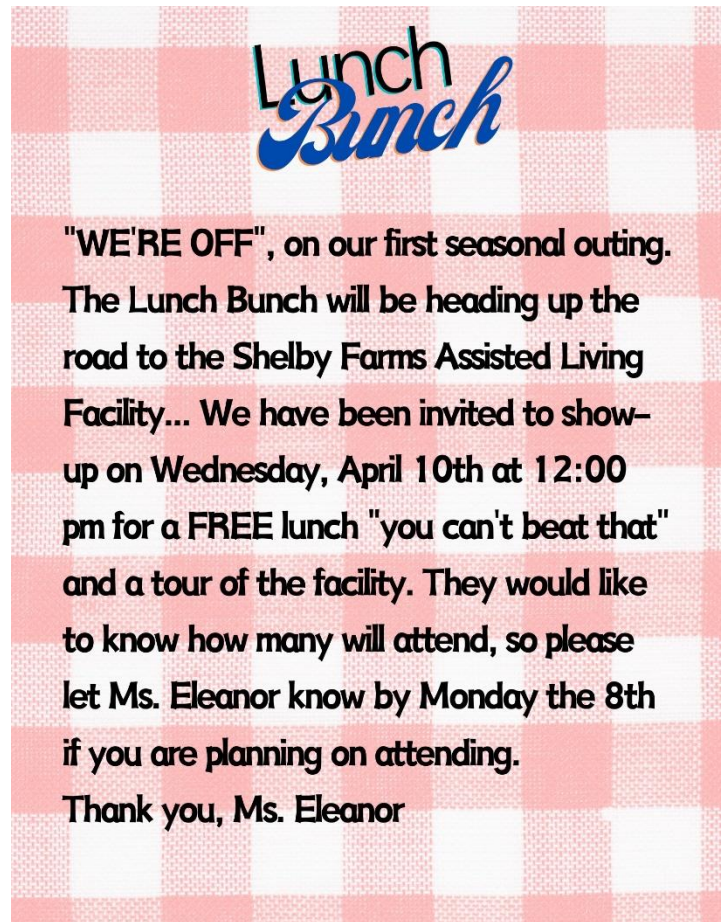 Lunch
Bunch
"WE'RE OFF", on our first seasonal outing.
The Lunch Bunch will be heading up the
road to the Shelby Farms Assisted Living
Facility... We have been invited to show-
up on Wednesday, April 10th at 12:00
pm for a FREE lunch "you can't beat that"
and a tour of the facility. They would like
to know how many will attend, so please
let Ms. Eleanor know by Monday the 8th
if you are planning on attending.
Thank you, Ms. Eleanor